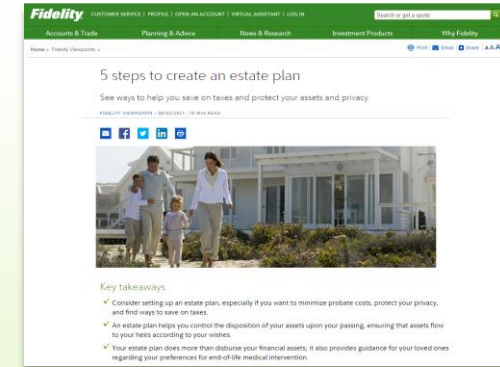 Fidelity
CUSTOMER SERVICE | PROFILE | OPEN AN ACCOUNT | VIRTUAL ASSISTANT | LOG IN
Search or get a quote
Accounts & Trade Planning & Advice News & Research Investment Products Why Fidelity
Home » Fidelity Viewpoints »
Print Email Share A A A
5 steps to create an estate plan
See ways to help you save on taxes and protect your assets and privacy.
FIDELITY VIEWPOINTS – 
Key takeaways
✓ Consider setting up an estate plan, especially if you want to minimize probate costs, protect your privacy,
and find ways to save on taxes.
✓ An estate plan helps you control the disposition of your assets upon your passing, ensuring that assets flow
to your heirs according to your wishes.
✓ Your estate plan does more than disburse your financial assets; it also provides guidance for your loved ones
regarding your preferences for end-of-life medical intervention.